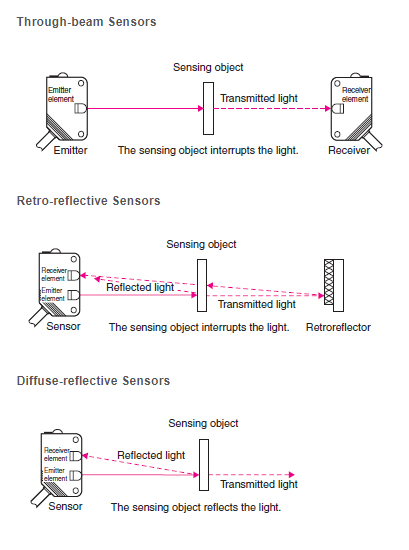 Through-beam Sensors
Sensing object
Emitter
element
Transmitted light
Receiver
element
Emitter
The sensing object interrupts the light.
Receiver
Retro-reflective Sensors
Sensing object
Receiver
element
Reflected light
Emitter
element
Transmitted light
Sensor
The sensing object interrupts the light.
Retroreflector
Diffuse-reflective Sensors
Sensing object
Receiver
element
Reflected light
Emitter
element
Transmitted light
Sensor
The sensing object reflects the light.